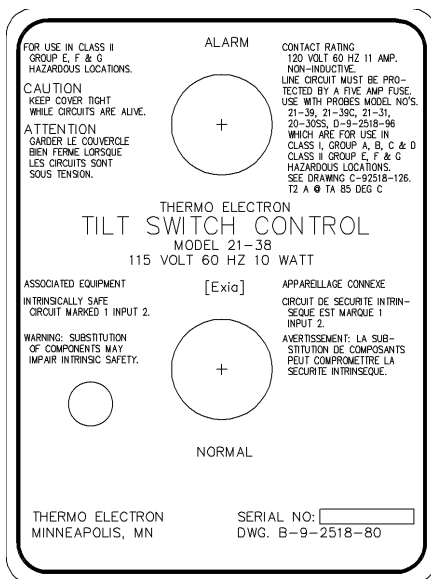 FOR USE IN CLASS II
GROUP E, F & G
HAZARDOUS LOCATIONS.
CAUTION
KEEP COVER TIGHT
WHILE CIRCUITS ARE ALIVE.
ATTENTION
GARDER LE COUVERCLE
BIEN FERME LORSQUE
LES CIRCUITS SONT
SOUS TENSION.
ALARM
CONTACT RATING
120 VOLT 60 HZ 11 AMP.
NON-INDUCTIVE.
LINE CIRCUIT MUST BE PRO-
TECTED BY A FIVE AMP FUSE.
USE WITH PROBES MODEL NO'S.
21-39, 21-39C, 21-31,
20-30SS, D-9-2518-96
WHICH ARE FOR USE IN
CLASS I, GROUP A, B, C & D
CLASS II GROUP E, F & G
HAZARDOUS LOCATIONS.
SEE DRAWING C-92518-126.
T2 A @ TA 85 DEG C
THERMO ELECTRON
TILT SWITCH CONTROL
MODEL 21-38
115 VOLT 60 HZ 10 WATT
ASSOCIATED EQUIPMENT
INTRINSICALLY SAFE
CIRCUIT MARKED 1 INPUT 2.
WARNING: SUBSTITUTION
OF COMPONENTS MAY
IMPAIR INTRINSIC SAFETY.
[Exia]
APPAREILLAGE CONNEXE
CIRCUIT DE SECURITE INTRIN-
SEQUE EST MARQUE 1
INPUT 2.
AVERTISSEMENT: LA SUB-
STITUTION DE COMPOSANTS
PEUT COMPROMETTRE LA
SECURITE INTRINSEQUE.
NORMAL
THERMO ELECTRON
MINNEAPOLIS, MN
SERIAL NO:
DWG. B-9-2518-80